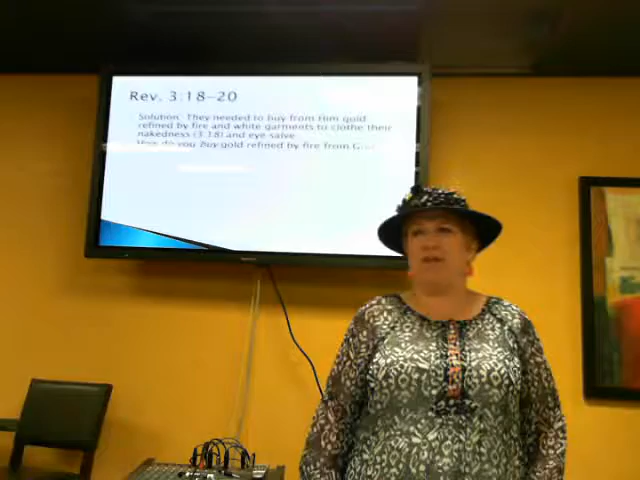 Rev. 3:18-20
Solution: They needed to buy from Him gold
refined by fire and white garments to clothe their
nakedness (3:18) and eye salve.
How do you buy gold refined by fire from